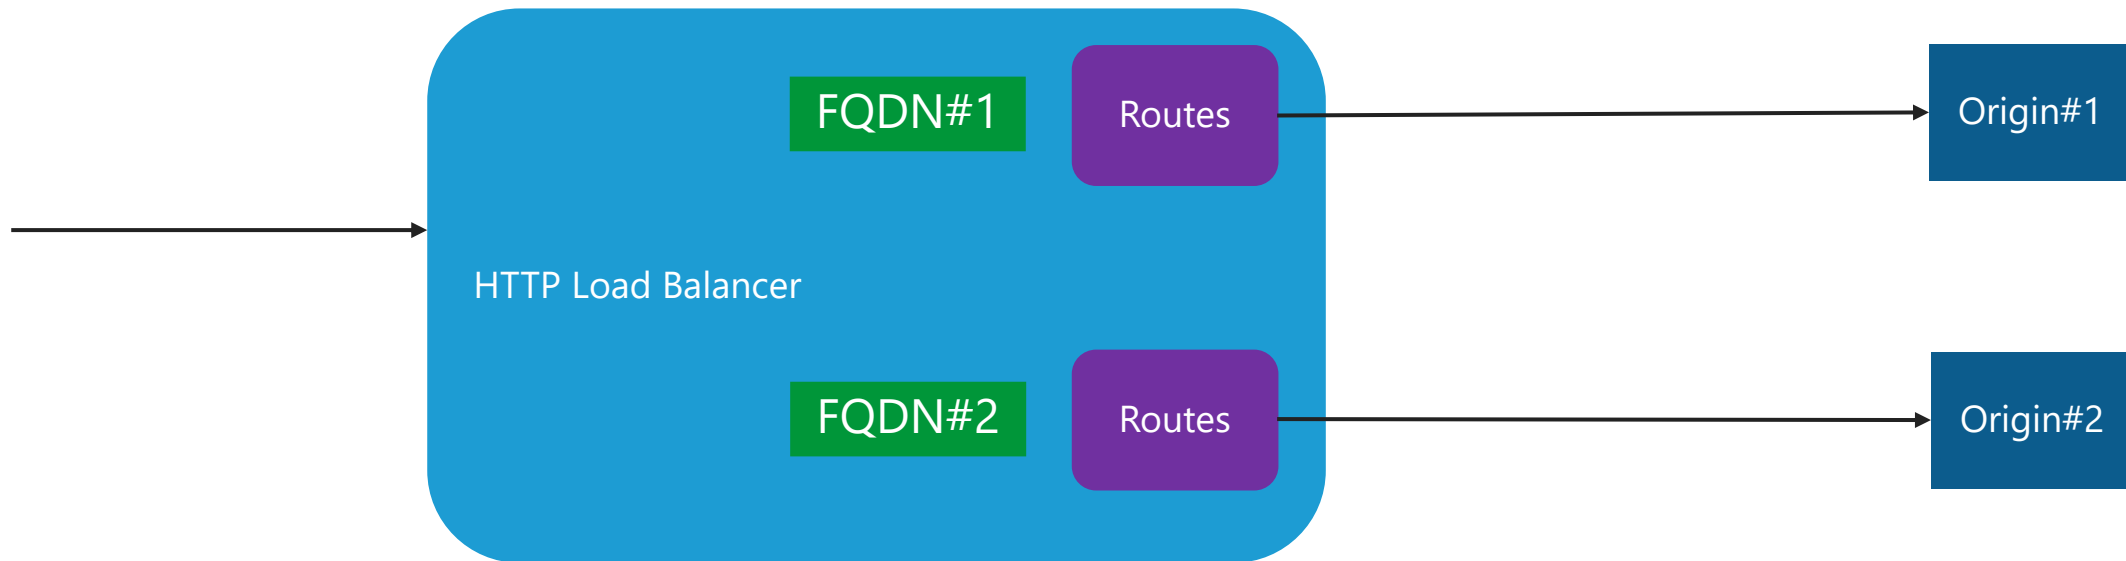 FQDN#1
Routes
Origin#1
HTTP Load Balancer
FQDN#2
Routes
Origin#2